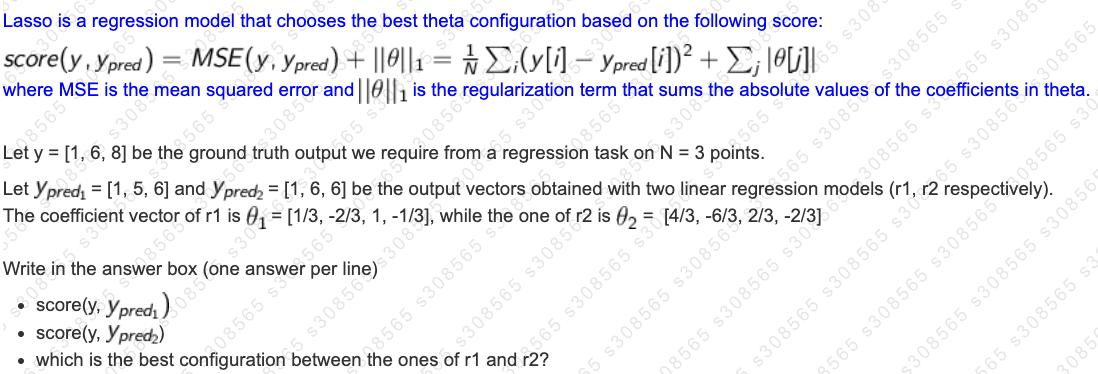 Lasso is a regression model that chooses the best theta configuration based on the following score:
score(y, y_pred) = MSE(y, y_pred) + ||θ||₁ = 1/N ∑ᵢ(y[i] − y_pred[i])² + ∑ⱼ |θ[j]|
where MSE is the mean squared error and ||θ||₁ is the regularization term that sums the absolute values of the coefficients in theta.
Let y = [1, 6, 8] be the ground truth output we require from a regression task on N = 3 points.
Let y_pred₁ = [1, 5, 6] and y_pred₂ = [1, 6, 6] be the output vectors obtained with two linear regression models (r1, r2 respectively).
The coefficient vector of r1 is θ₁ = [1/3, -2/3, 1, -1/3], while the one of r2 is θ₂ = [4/3, -6/3, 2/3, -2/3]
Write in the answer box (one answer per line)
• score(y, y_pred₁)
• score(y, y_pred₂)
• which is the best configuration between the ones of r1 and r2?
s308565